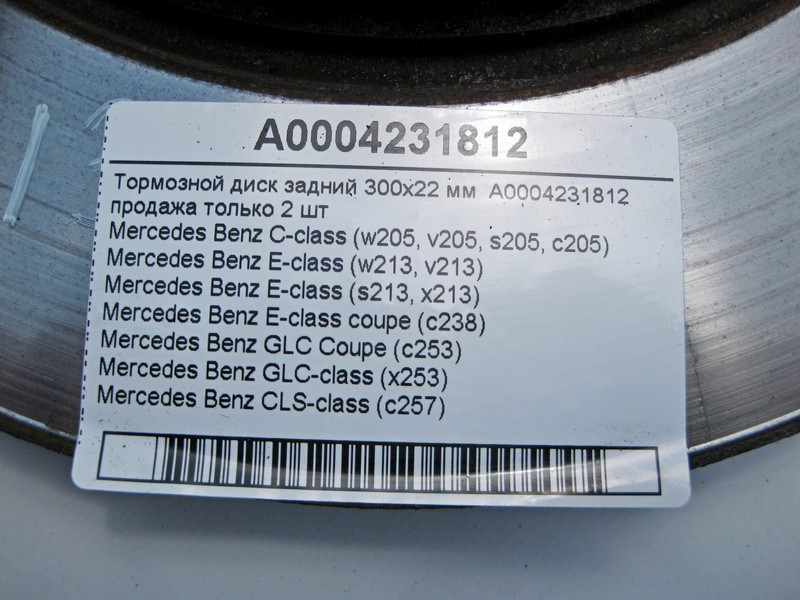 A0004231812
Тормозной диск задний 300x22 мм A0004231812
продажа только 2 шт
Mercedes Benz C-class (w205, v205, s205, c205)
Mercedes Benz E-class (w213, v213)
Mercedes Benz E-class (s213, x213)
Mercedes Benz E-class coupe (c238)
Mercedes Benz GLC Coupe (c253)
Mercedes Benz GLC-class (x253)
Mercedes Benz CLS-class (c257)